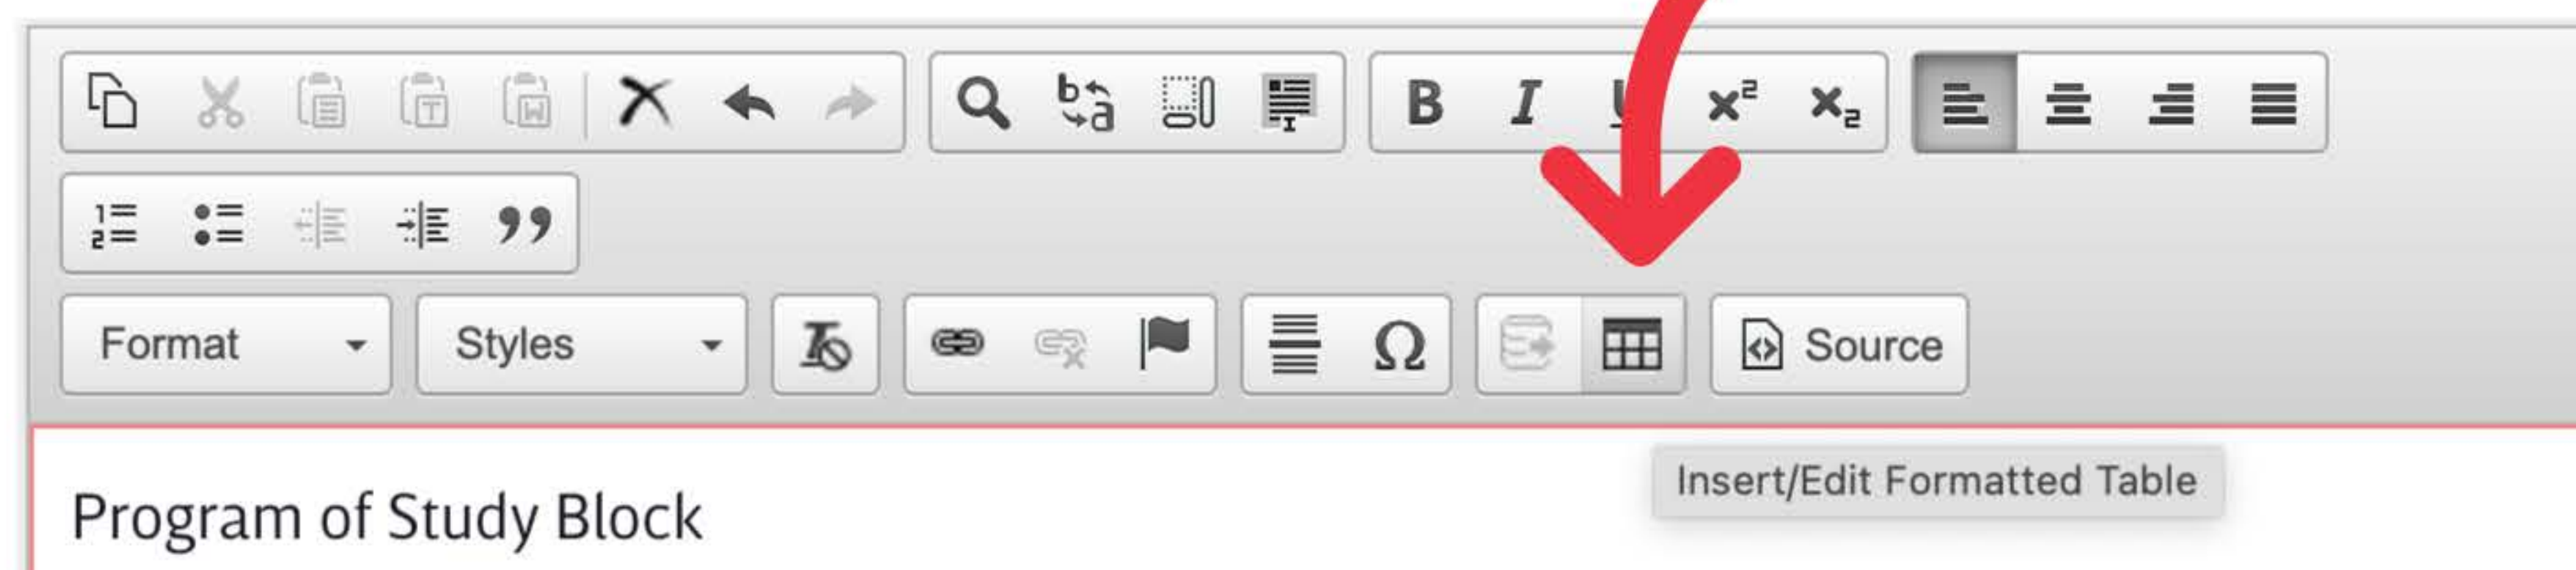 Format
Styles
Source
Insert/Edit Formatted Table
Program of Study Block